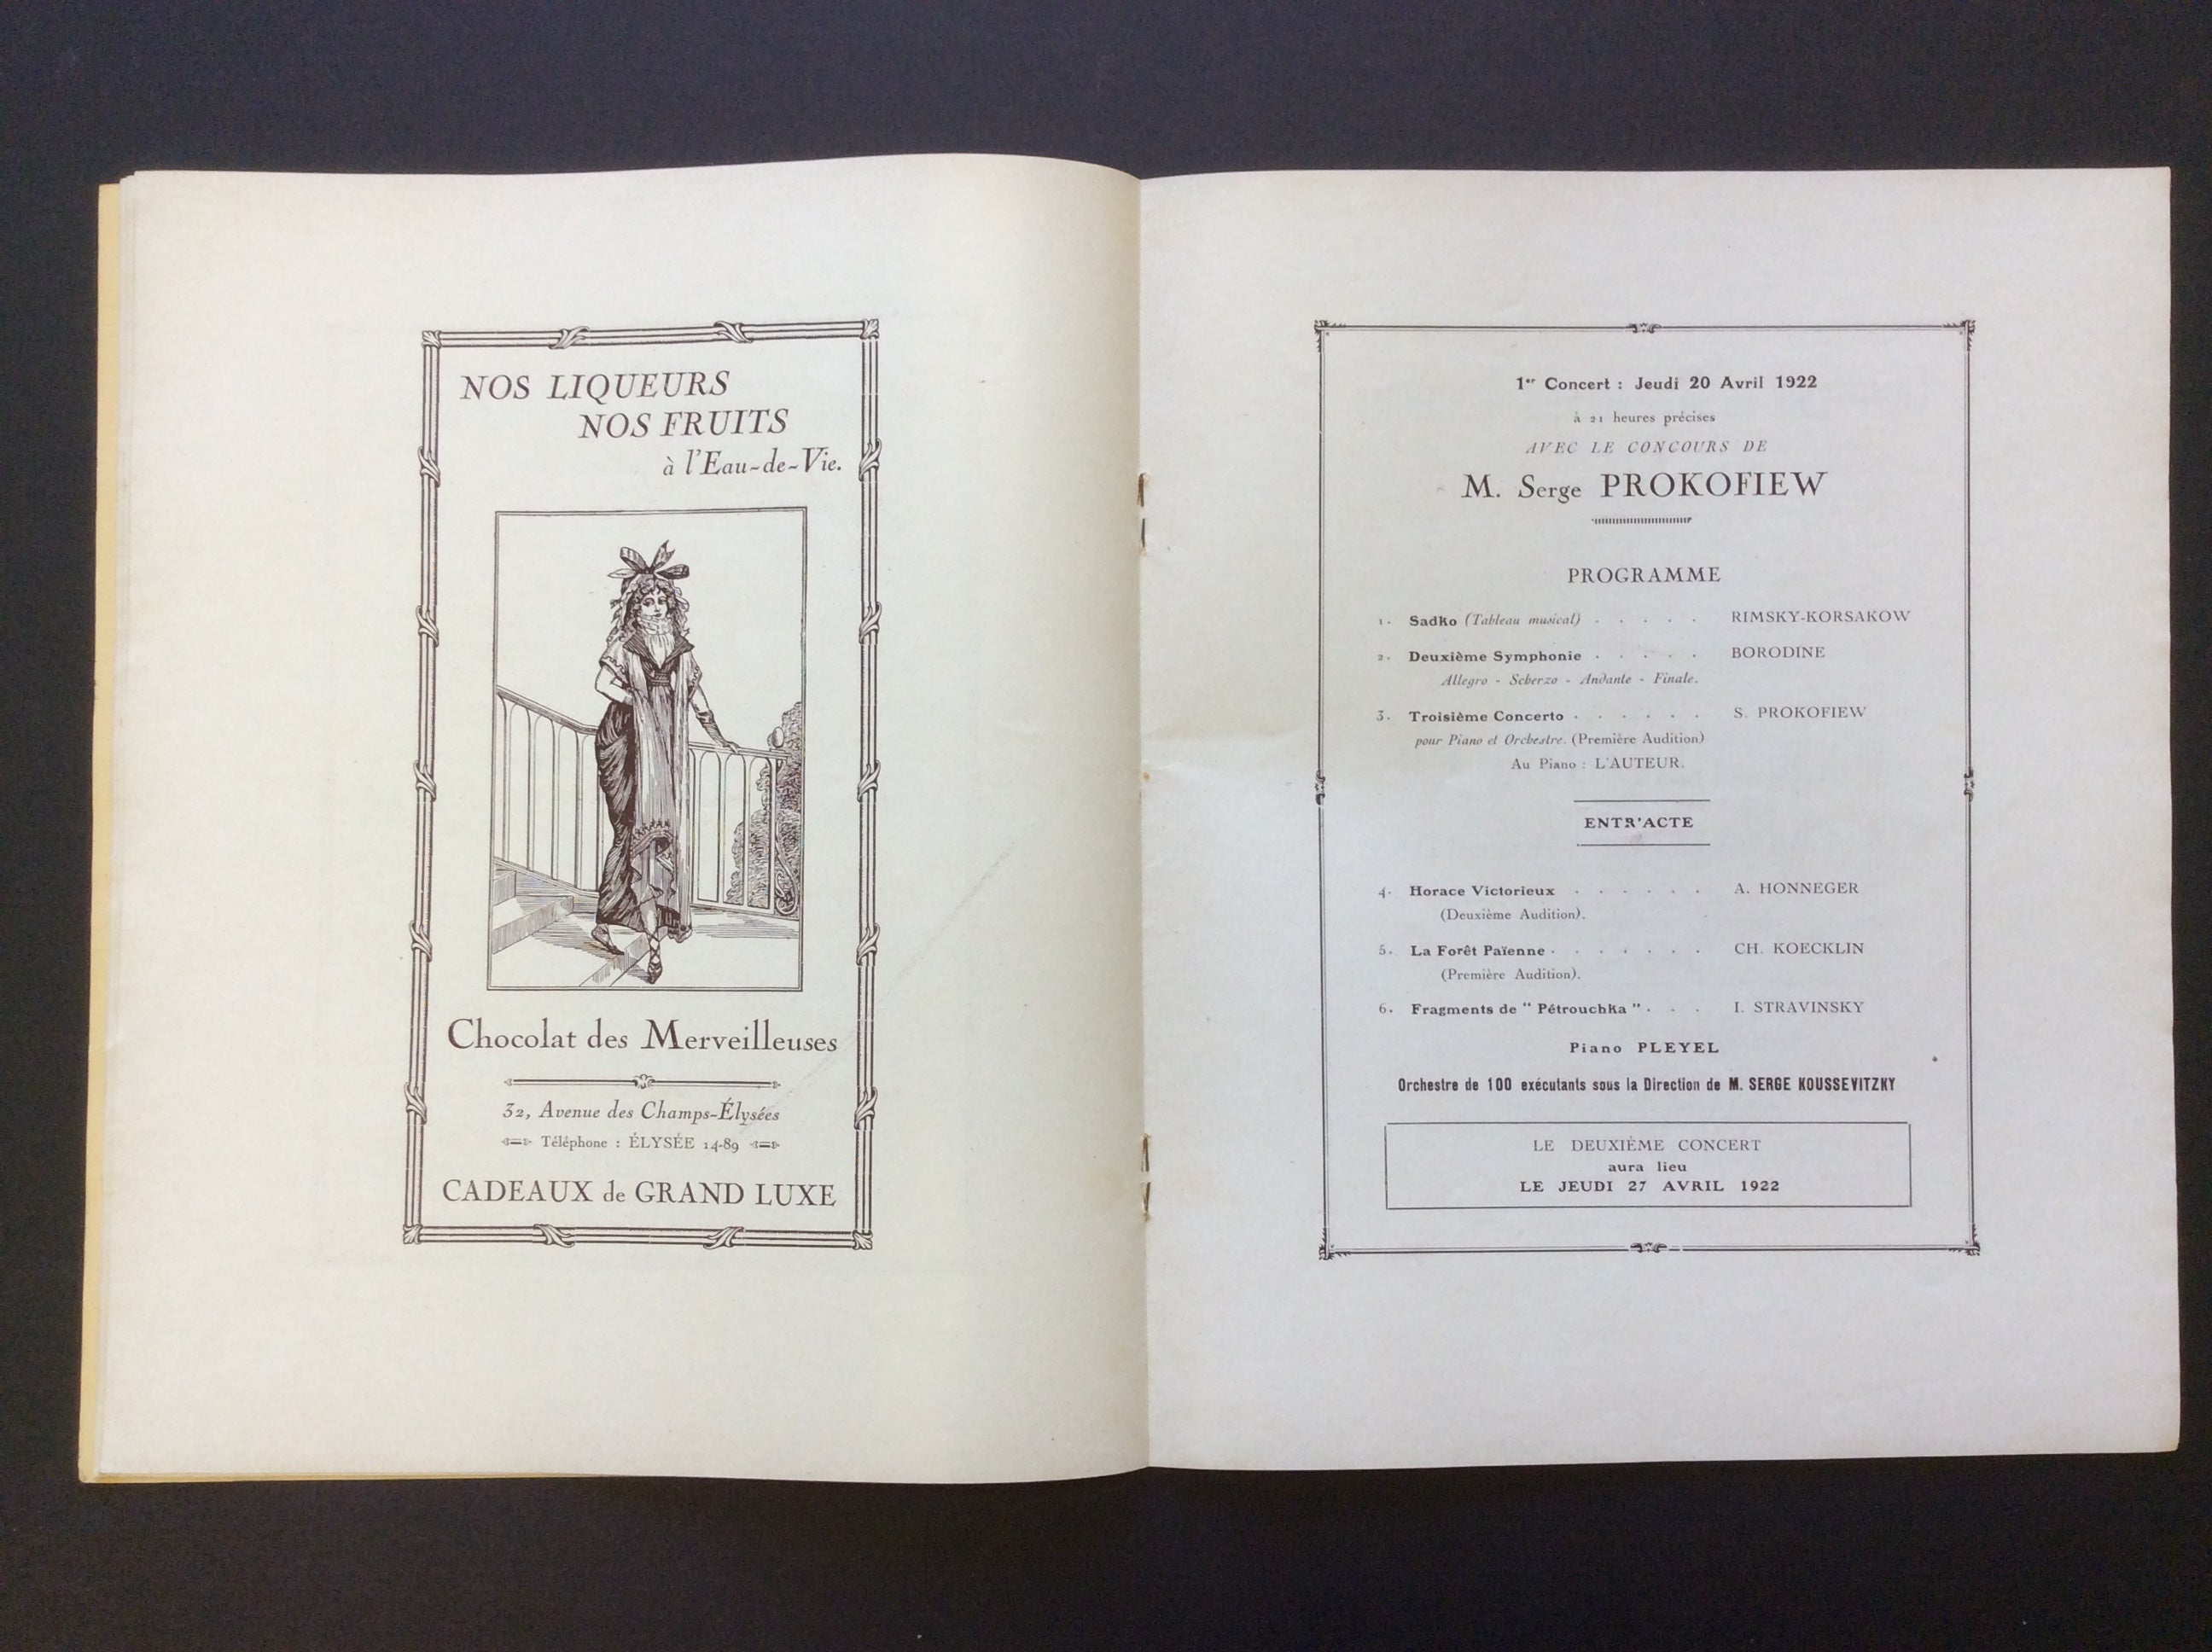 NOS LIQUEURS
NOS FRUITS
à l'Eau-de-Vie.
Chocolat des Merveilleuses
32, Avenue des Champs-Élysées
Téléphone : ÉLYSÉE 14-89
CADEAUX de GRAND LUXE
1er Concert : Jeudi 20 Avril 1922
à 21 heures précises
AVEC LE CONCOURS DE
M. Serge PROKOFIEW
PROGRAMME
1. Sadko (Tableau musical) . . . . . RIMSKY-KORSAKOW
2. Deuxième Symphonie . . . . . BORODINE
Allegro - Scherzo - Andante - Finale.
3. Troisième Concerto . . . . . . S. PROKOFIEW
pour Piano et Orchestre. (Première Audition)
Au Piano : L'AUTEUR.
ENTR'ACTE
4. Horace Victorieux . . . . . . A. HONNEGER
(Deuxième Audition).
5. La Forêt Païenne . . . . . . . CH. KOECKLIN
(Première Audition).
6. Fragments de " Pétrouchka " . . . I. STRAVINSKY
Piano PLEYEL
Orchestre de 100 exécutants sous la Direction de M. SERGE KOUSSEVITZKY
LE DEUXIÈME CONCERT
aura lieu
LE JEUDI 27 AVRIL 1922